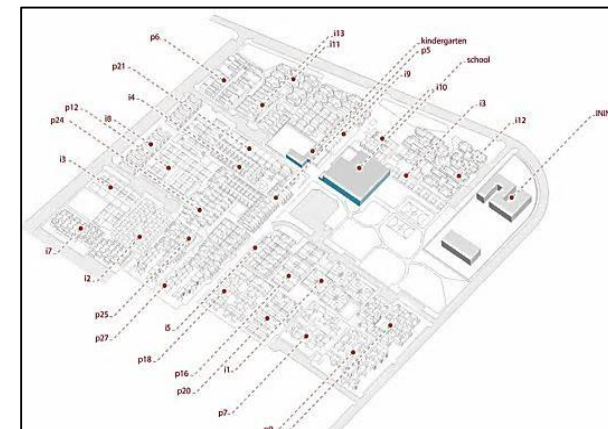 i13
i11
p6
kindergarten
p5
i9
school
i10
i3
i12
p21
i4
i8
p12
p24
i3
i7
i2
p25
p27
i5
p18
p16
p20
i1
p7